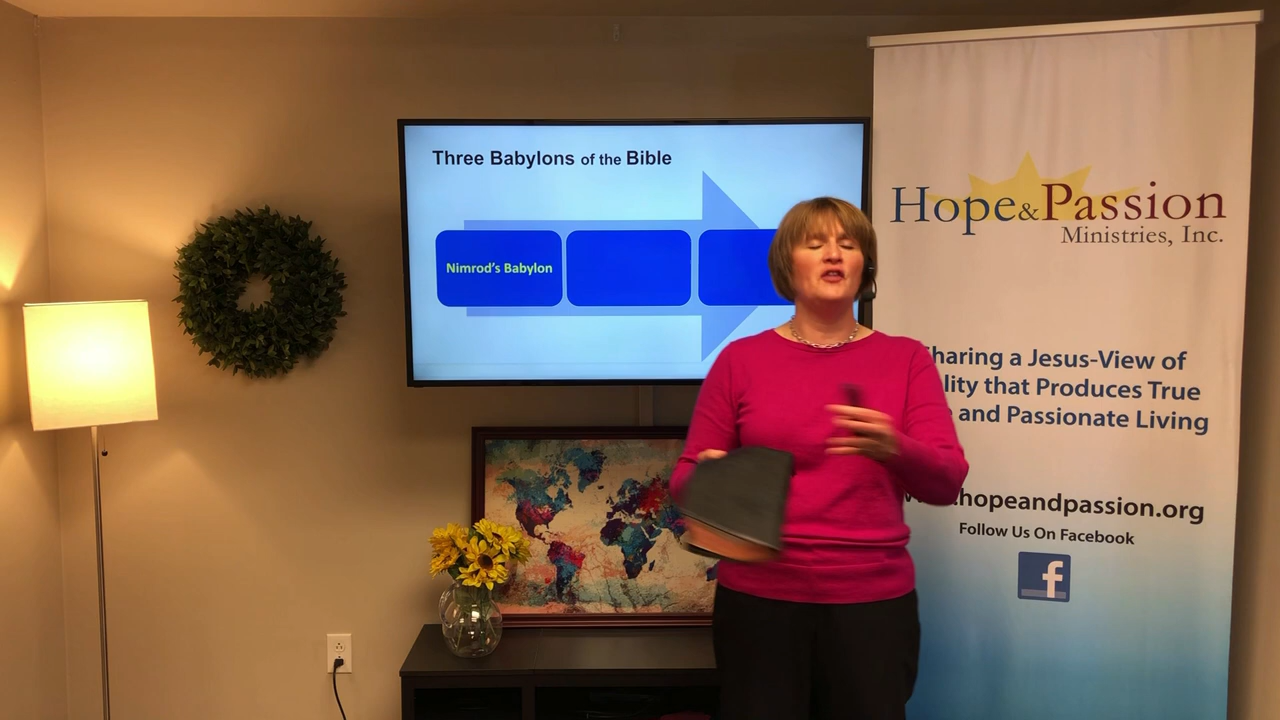 Three Babylons of the Bible
Nimrod's Babylon
Hope&Passion
Ministries, Inc.
haring a Jesus-View of
lity that Produces True
and Passionate Living
hopeandpassion.org
Follow Us On Facebook
f